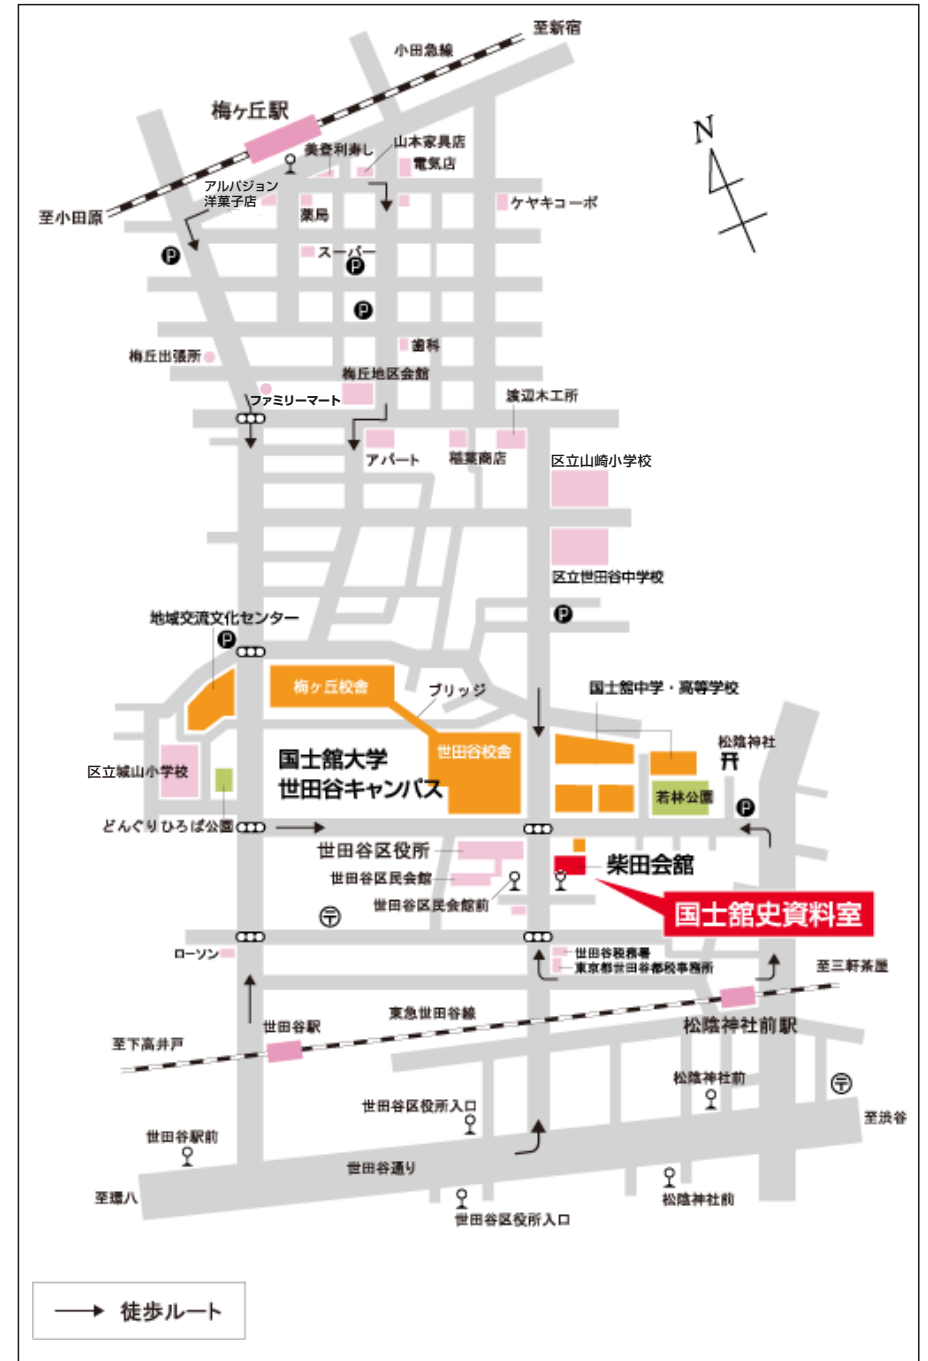 至新宿
小田急線
梅ヶ丘駅
N
美登利寿し
山本家具店
電気店
アルパジョン
洋菓子店
至小田原
薬局
ケヤキコーポ
P
スーパー
P
P
梅丘出張所
歯科
梅丘地区会館
ファミリーマート
渡辺木工所
アパート
稲葉商店
区立山崎小学校
区立世田谷中学校
地域交流文化センター
P
P
梅ヶ丘校舎
ブリッジ
国士舘中学・高等学校
世田谷校舎
松陰神社
区立城山小学校
国士舘大学
世田谷キャンパス
若林公園
P
どんぐりひろば公園
世田谷区役所
柴田会舘
世田谷区民会館
世田谷区民会館前
国士舘史資料室
〒
ローソン
世田谷税務署
東京都世田谷都税事務所
至三軒茶屋
東急世田谷線
世田谷駅
松陰神社前駅
至下高井戸
松陰神社前
〒
世田谷区役所入口
至渋谷
世田谷駅前
世田谷通り
至環八
松陰神社前
世田谷区役所入口
徒歩ルート